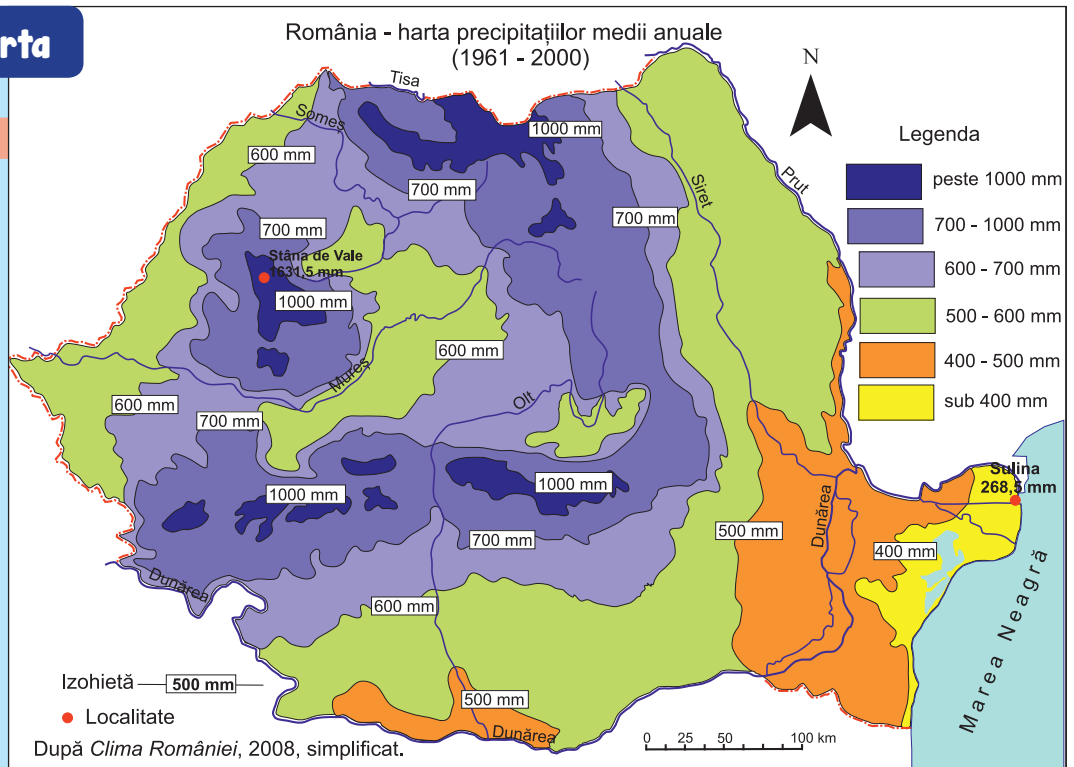 rta
România - harta precipitațiilor medii anuale
(1961 - 2000)
N
Tisa
Someș
1000 mm
600 mm
700 mm
Siret
Prut
700 mm
700 mm
Stâna de Vale
1631,5 mm
1000 mm
600 mm
Mureș
Olt
600 mm
700 mm
1000 mm
1000 mm
Sulina
268,5 mm
Dunărea
500 mm
700 mm
400 mm
Dunărea
600 mm
500 mm
Dunărea
Marea Neagră
Legenda
peste 1000 mm
700 - 1000 mm
600 - 700 mm
500 - 600 mm
400 - 500 mm
sub 400 mm
Izohietă 500 mm
Localitate
0 25 50 100 km
După Clima României, 2008, simplificat.